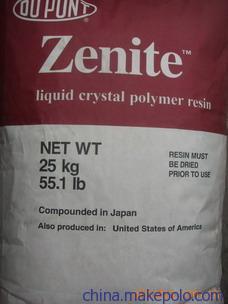 DU PONT
Zenite™
liquid crystal polymer resin
NET WT
25 kg
55.1 lb
RESIN MUST
BE DRIED
PRIOR TO USE
Compounded in Japan
Also produced in: United States of America
china.makepolo.com